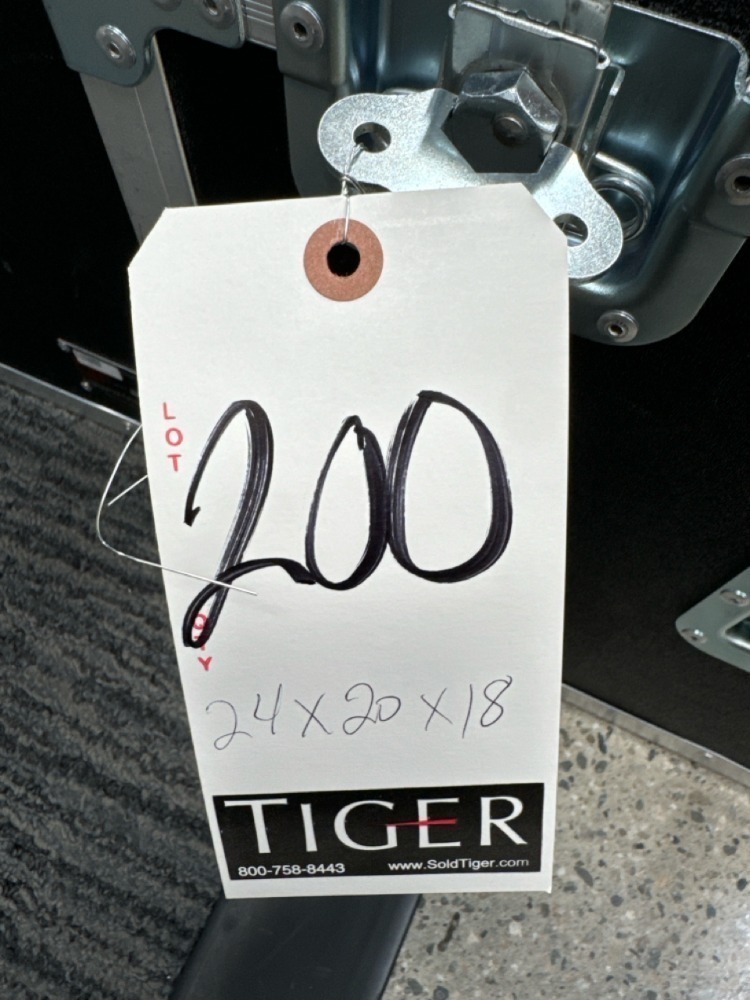 LOT
200
QTY
24 X 20 X 18
TIGER
800-758-8443 www.SoldTiger.com